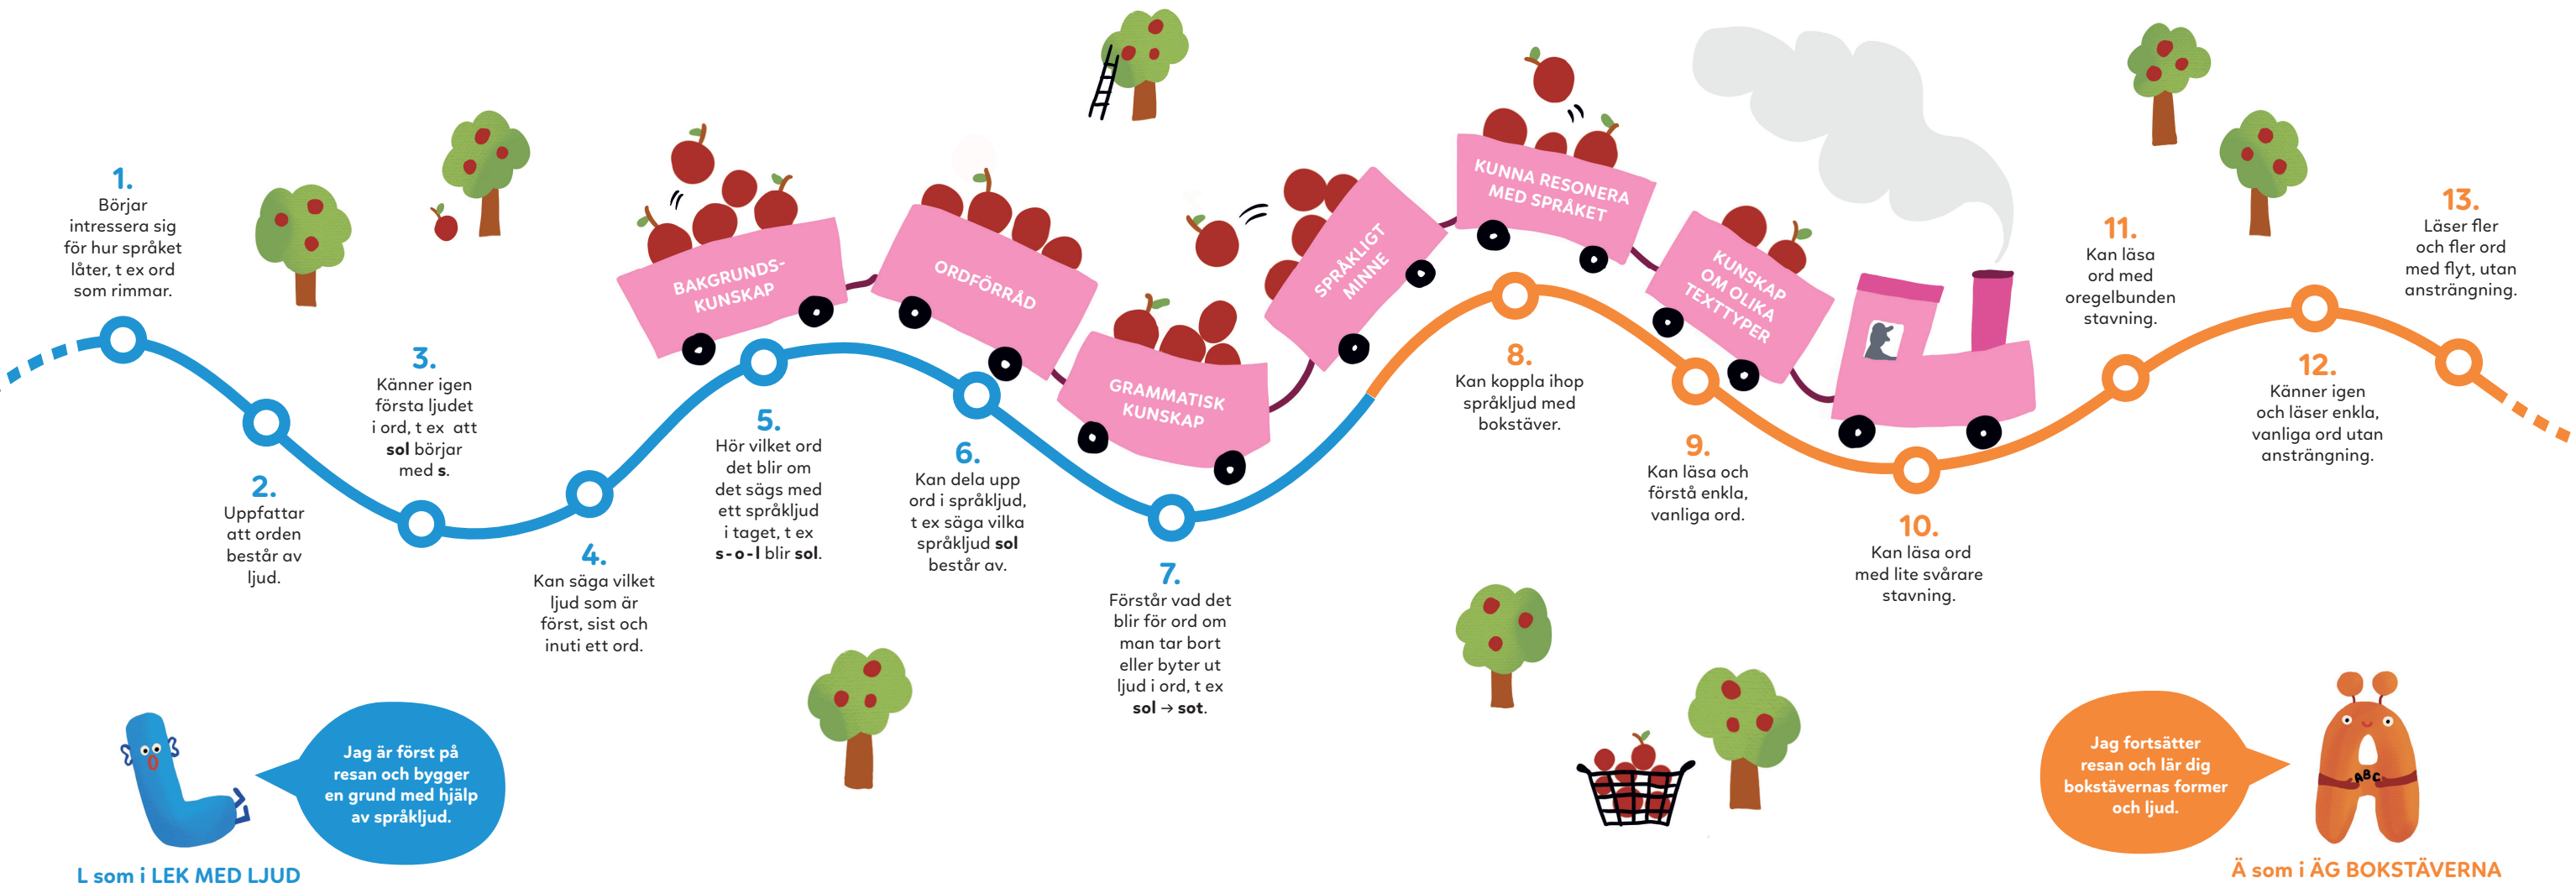 1.
Börjar
intressera sig
för hur språket
låter, t ex ord
som rimmar.
2.
Uppfattar
att orden
består av
ljud.
3.
Känner igen
första ljudet
i ord, t ex att
sol börjar
med s.
4.
Kan säga vilket
ljud som är
först, sist och
inuti ett ord.
5.
Hör vilket ord
det blir om
det sägs med
ett språkljud
i taget, t ex
s-o-l blir sol.
6.
Kan dela upp
ord i språkljud,
t ex säga vilka
språkljud sol
består av.
7.
Förstår vad det
blir för ord om
man tar bort
eller byter ut
ljud i ord, t ex
sol → sot.
8.
Kan koppla ihop
språkljud med
bokstäver.
9.
Kan läsa och
förstå enkla,
vanliga ord.
10.
Kan läsa ord
med lite svårare
stavning.
11.
Kan läsa
ord med
oregelbunden
stavning.
12.
Känner igen
och läser enkla,
vanliga ord utan
ansträngning.
13.
Läser fler
och fler ord
med flyt, utan
ansträngning.
BAKGRUNDS-
KUNSKAP
ORDFÖRRÅD
GRAMMATISK
KUNSKAP
SPRÅKLIGT
MINNE
KUNNA RESONERA
MED SPRÅKET
KUNSKAP
OM OLIKA
TEXTTYPER
Jag är först på
resan och bygger
en grund med hjälp
av språkljud.
L som i LEK MED LJUD
Jag fortsätter
resan och lär dig
bokstävernas former
och ljud.
ABC
Ä som i ÄG BOKSTÄVERNA